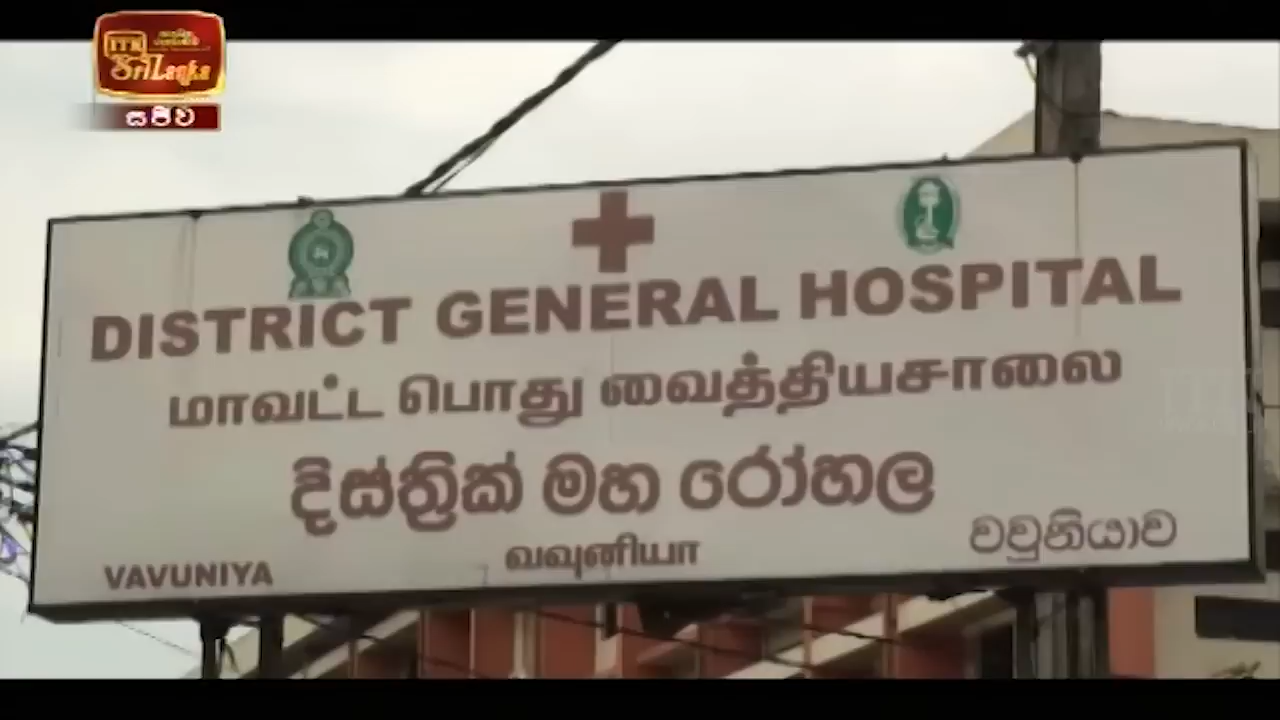 ITN
Sri Lanka
සජීවී
DISTRICT GENERAL HOSPITAL
மாவட்ட பொது வைத்தியசாலை
දිස්ත්‍රික් මහ රෝහල
VAVUNIYA
வவுனியா
වවුනියාව